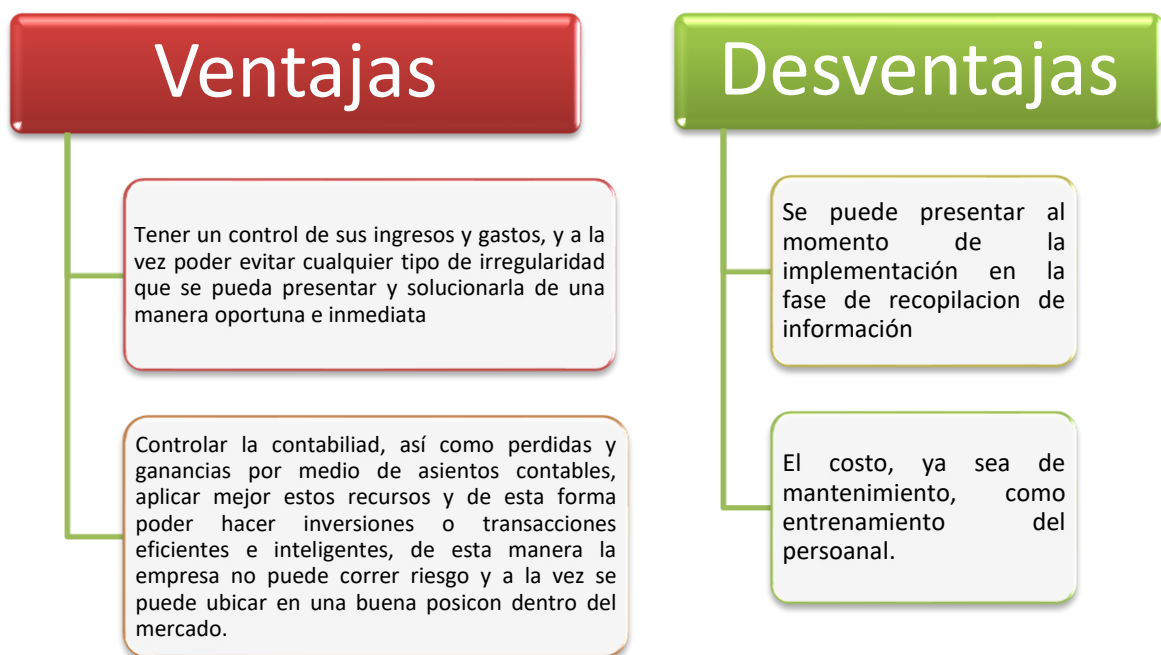 Ventajas
Tener un control de sus ingresos y gastos, y a la
vez poder evitar cualquier tipo de irregularidad
que se pueda presentar y solucionarla de una
manera oportuna e inmediata
Controlar la contabiliad, así como perdidas y
ganancias por medio de asientos contables,
aplicar mejor estos recursos y de esta forma
poder hacer inversiones o transacciones
eficientes e inteligentes, de esta manera la
empresa no puede correr riesgo y a la vez se
puede ubicar en una buena posicon dentro del
mercado.
Desventajas
Se puede presentar al
momento de la
implementación en la
fase de recopilacion de
información
El costo, ya sea de
mantenimiento, como
entrenamiento del
persoanal.